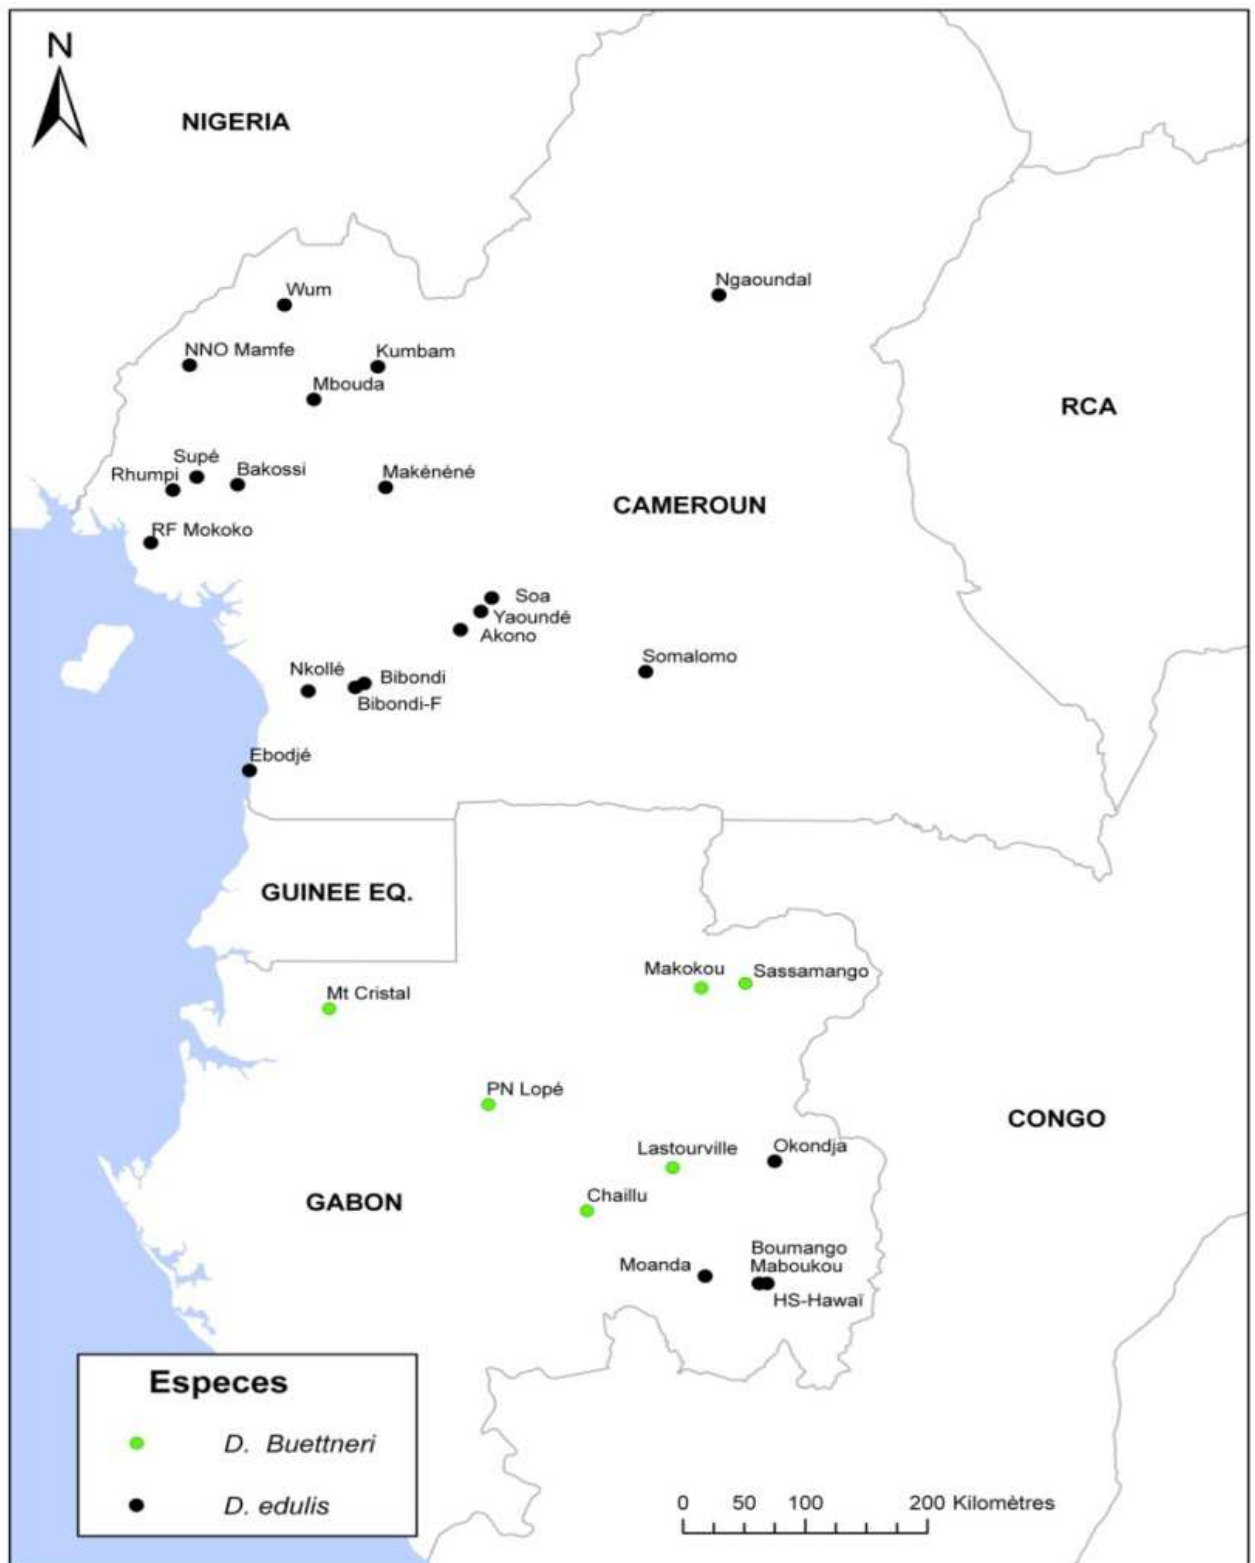 N
NIGERIA
Ngaoundal
Wum
NNO Mamfe
Kumbam
Mbouda
RCA
Supé
Rhumpi
Bakossi
Makénéné
CAMEROUN
RF Mokoko
Soa
Yaoundé
Akono
Somalomo
Nkollé
Bibondi
Bibondi-F
Ebodjé
GUINEE EQ.
Makokou
Sassamango
Mt Cristal
PN Lopé
CONGO
Lastourville
Okondja
GABON
Chaillu
Boumango
Moanda
Maboukou
HS-Hawaï
Especes
D. Buettneri
D. edulis
0 50 100 200 Kilomètres